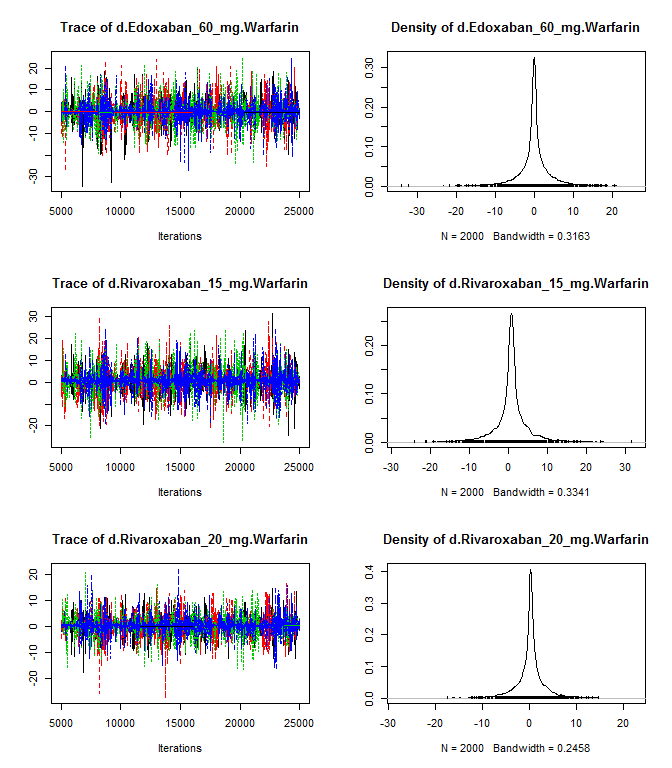 Trace of d.Edoxaban_60_mg.Warfarin
20
10
0
-10
-30
5000 10000 15000 20000 25000
Iterations
Density of d.Edoxaban_60_mg.Warfarin
0.30
0.20
0.10
0.00
-30 -20 -10 0 10 20
N = 2000 Bandwidth = 0.3163
Trace of d.Rivaroxaban_15_mg.Warfarin
30
20
10
0
-20
5000 10000 15000 20000 25000
Iterations
Density of d.Rivaroxaban_15_mg.Warfarin
0.20
0.10
0.00
-30 -20 -10 0 10 20 30
N = 2000 Bandwidth = 0.3341
Trace of d.Rivaroxaban_20_mg.Warfarin
20
10
0
-10
-20
5000 10000 15000 20000 25000
Iterations
Density of d.Rivaroxaban_20_mg.Warfarin
0.4
0.3
0.2
0.1
0.0
-30 -20 -10 0 10 20
N = 2000 Bandwidth = 0.2458